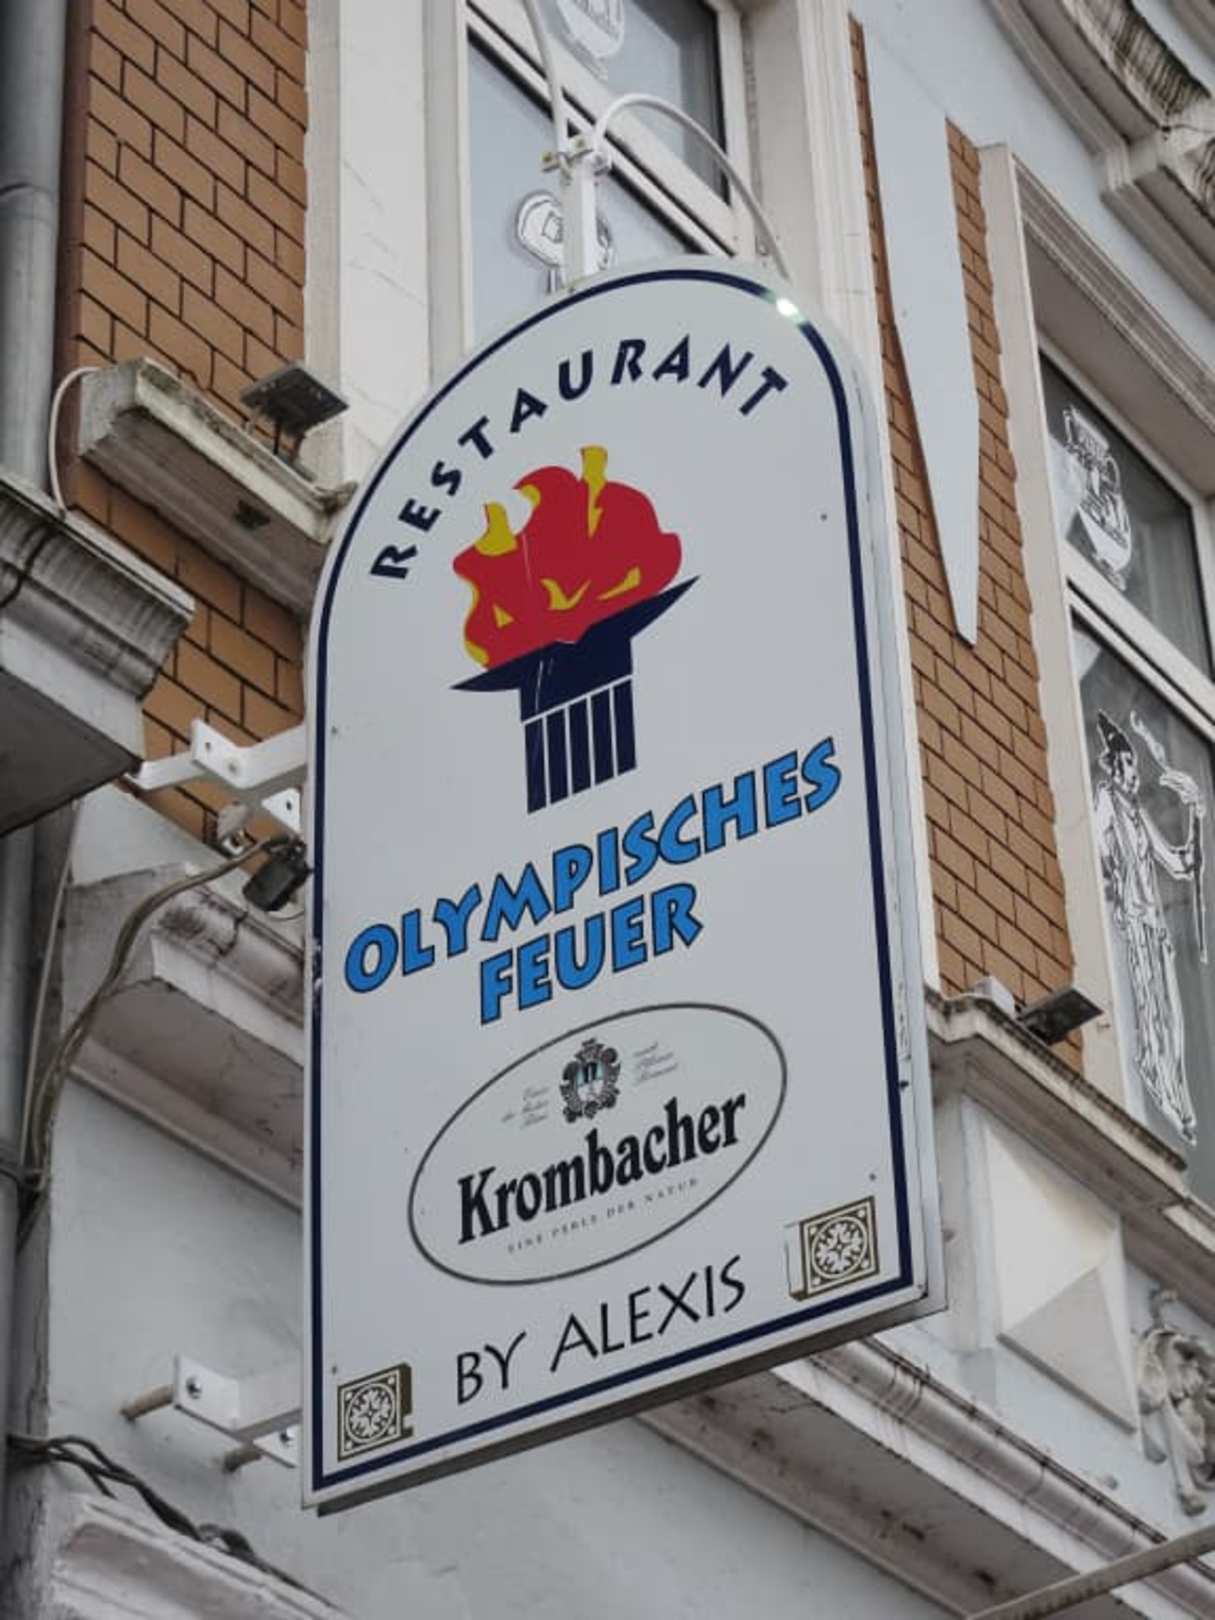 RESTAURANT
OLYMPISCHES
FEUER
Krombacher
EINE PERLE DER NATUR
BY ALEXIS